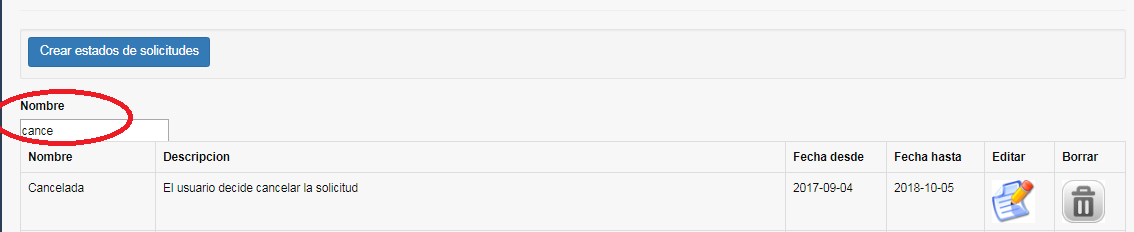 Crear estados de solicitudes
Nombre
cance
Nombre Descripcion Fecha desde Fecha hasta Editar Borrar
Cancelada El usuario decide cancelar la solicitud 2017-09-04 2018-10-05